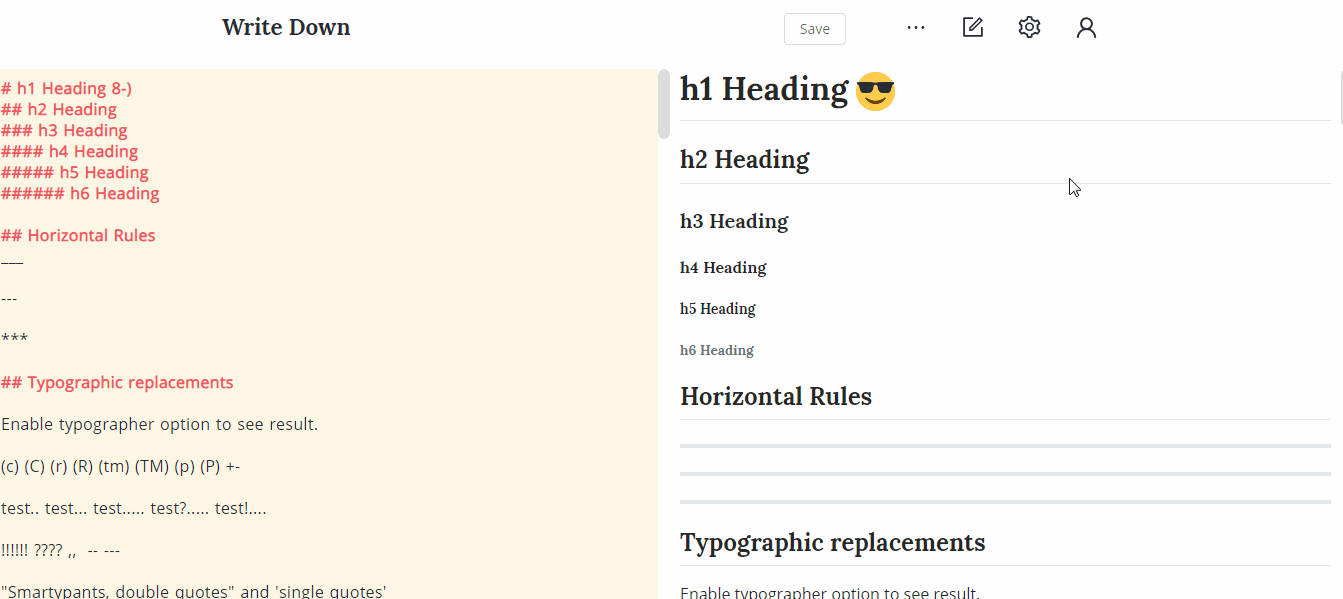 Write Down
Save
# h1 Heading 8-)
## h2 Heading
### h3 Heading
#### h4 Heading
##### h5 Heading
###### h6 Heading
## Horizontal Rules
___
---
***
## Typographic replacements
Enable typographer option to see result.
(c) (C) (r) (R) (tm) (TM) (p) (P) +-
test.. test... test..... test?..... test!....
!!!!!! ???? ,,  -- ---
"Smartypants, double quotes" and 'single quotes'
h1 Heading 😎
h2 Heading
h3 Heading
h4 Heading
h5 Heading
h6 Heading
Horizontal Rules
Typographic replacements
Enable typographer option to see result.